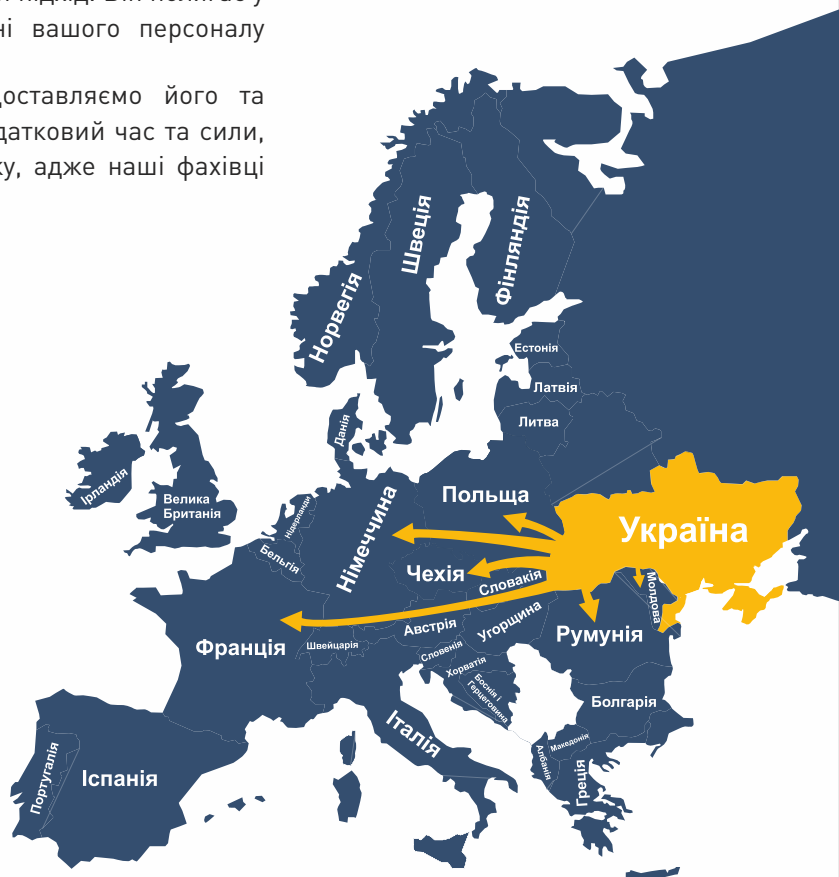 ні вашого персоналу
доставляємо його та
датковий час та сили,
ку, адже наші фахівці
Швеція
Фінляндія
Норвегія
Естонія
Латвія
Литва
Данія
Ірландія
Велика
Британія
Нідерланди
Бельгія
Німеччина
Польща
Україна
Чехія
Словакія
Молдова
Франція
Швейцарія
Австрія
Угорщина
Румунія
Словенія
Хорватія
Боснія і
Герцеговина
Болгарія
Італія
Македонія
Албанія
Греція
Португалія
Іспанія